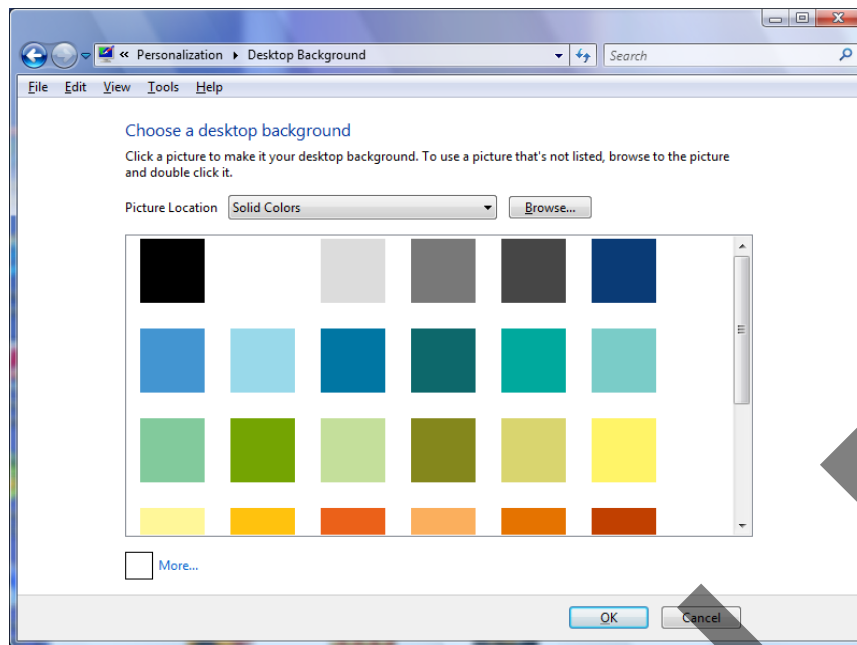 « Personalization Desktop Background Search
File Edit View Tools Help
Choose a desktop background
Click a picture to make it your desktop background. To use a picture that's not listed, browse to the picture
and double click it.
Picture Location Solid Colors Browse...
More...
OK Cancel